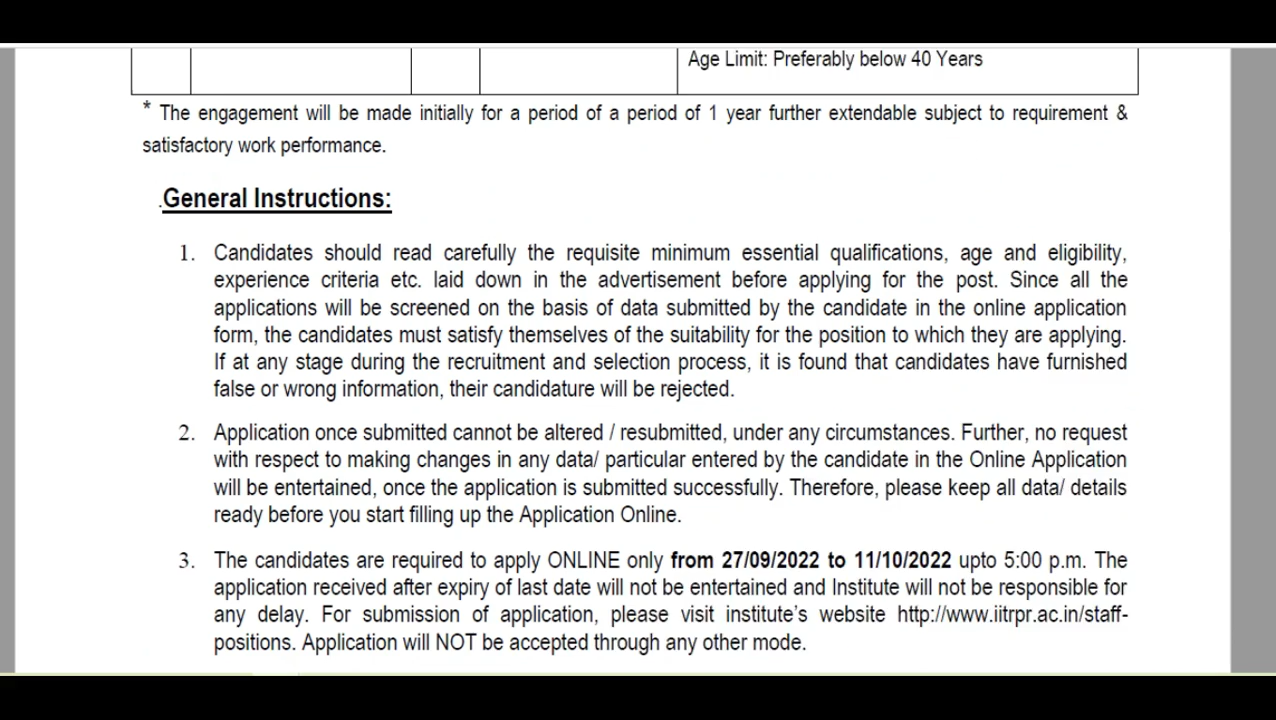 Age Limit: Preferably below 40 Years
* The engagement will be made initially for a period of a period of 1 year further extendable subject to requirement &
satisfactory work performance.
.General Instructions:
1. Candidates should read carefully the requisite minimum essential qualifications, age and eligibility,
experience criteria etc. laid down in the advertisement before applying for the post. Since all the
applications will be screened on the basis of data submitted by the candidate in the online application
form, the candidates must satisfy themselves of the suitability for the position to which they are applying.
If at any stage during the recruitment and selection process, it is found that candidates have furnished
false or wrong information, their candidature will be rejected.
2. Application once submitted cannot be altered / resubmitted, under any circumstances. Further, no request
with respect to making changes in any data/ particular entered by the candidate in the Online Application
will be entertained, once the application is submitted successfully. Therefore, please keep all data/ details
ready before you start filling up the Application Online.
3. The candidates are required to apply ONLINE only from 27/09/2022 to 11/10/2022 upto 5:00 p.m. The
application received after expiry of last date will not be entertained and Institute will not be responsible for
any delay. For submission of application, please visit institute's website http://www.iitrpr.ac.in/staff-
positions. Application will NOT be accepted through any other mode.